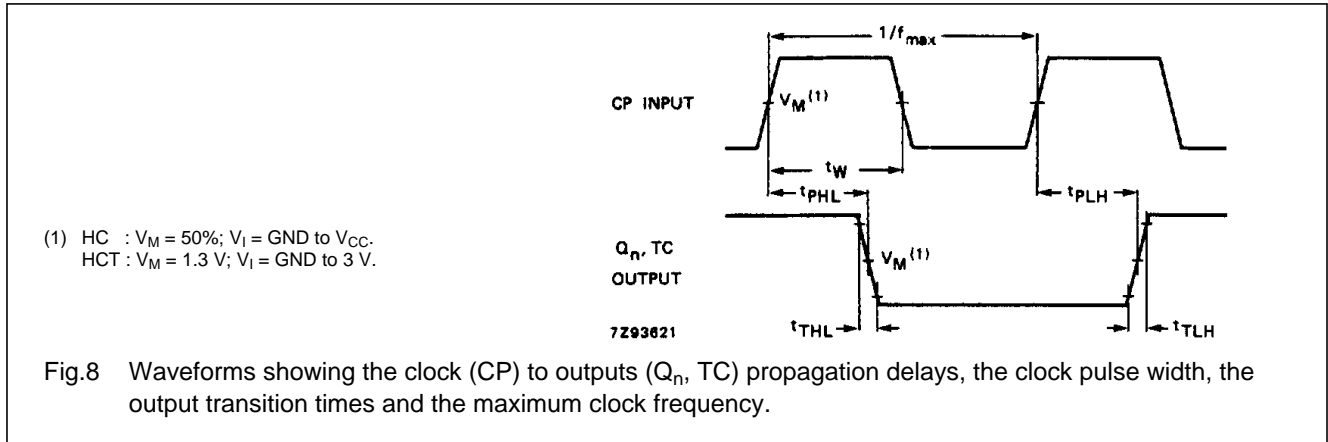 1/fmax
CP INPUT
VM(1)
tW
tPHL
tPLH
(1) HC : VM = 50%; VI = GND to VCC.
HCT : VM = 1.3 V; VI = GND to 3 V.
Qn, TC
OUTPUT
VM(1)
7Z93621
tTHL
tTLH
Fig.8 Waveforms showing the clock (CP) to outputs (Qn, TC) propagation delays, the clock pulse width, the
output transition times and the maximum clock frequency.